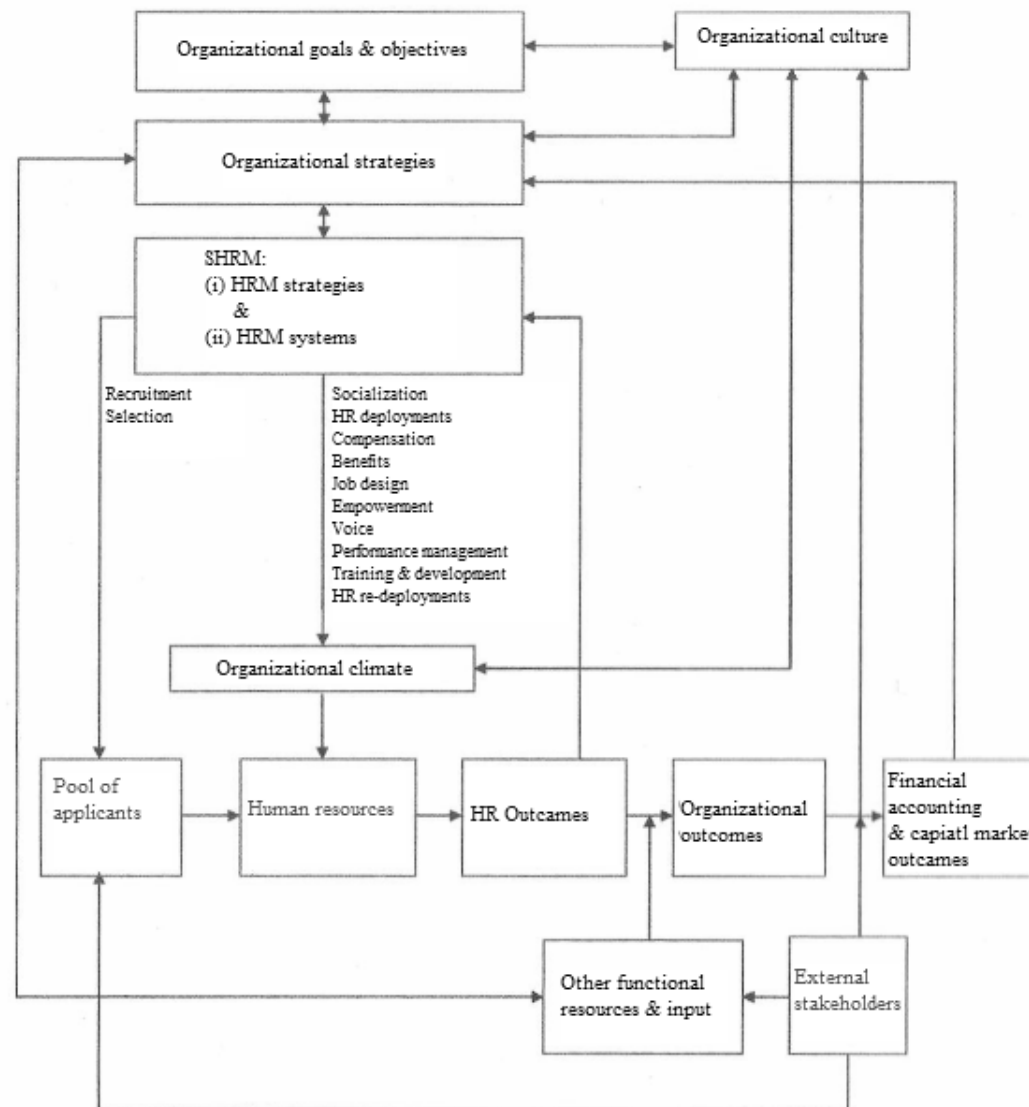 Organizational goals & objectives
Organizational culture
Organizational strategies
SHRM:
(i) HRM strategies
&
(ii) HRM systems
Recruitment
Selection
Socialization
HR deployments
Compensation
Benefits
Job design
Empowerment
Voice
Performance management
Training & development
HR re-deployments
Organizational climate
Pool of
applicants
Human resources
HR Outcames
Organizational
outcomes
Financial
accounting
& capiatl marke
outcames
Other functional
resources & input
External
stakeholders